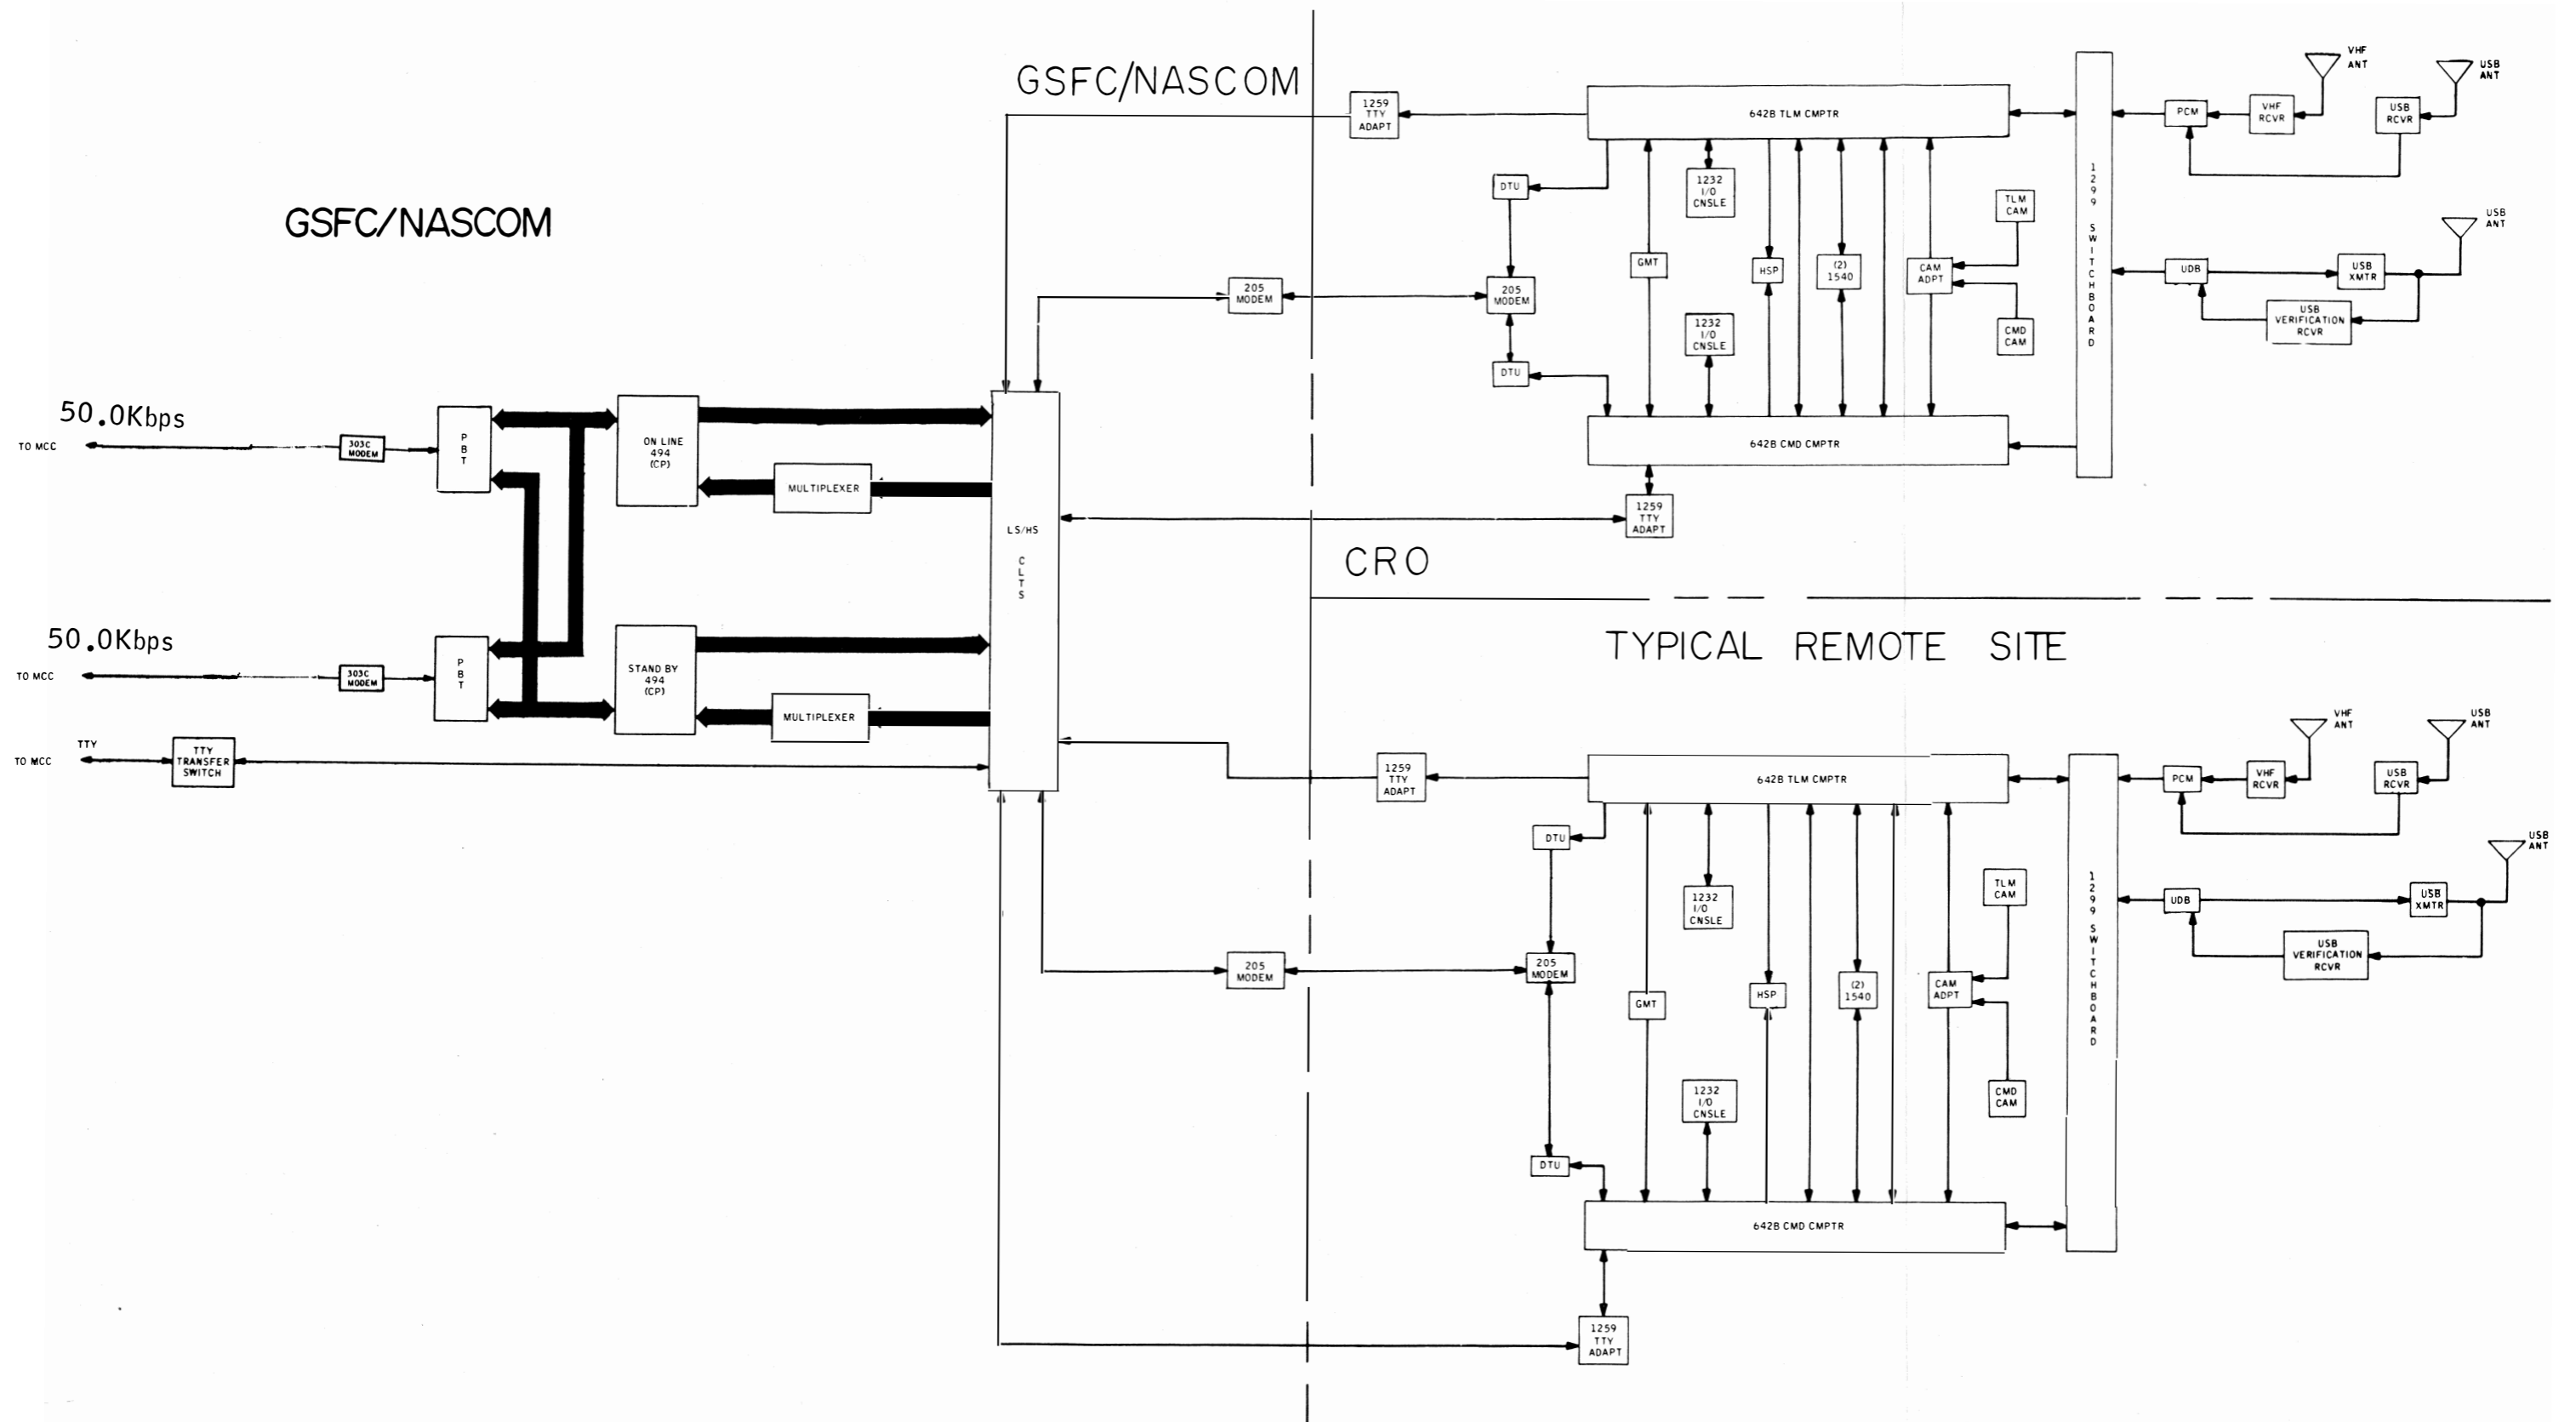 GSFC/NASCOM
GSFC/NASCOM
50.0Kbps
TO MCC
303C
MODEM
P
B
T
ON LINE
494
(CP)
MULTIPLEXER
50.0Kbps
TO MCC
303C
MODEM
P
B
T
STAND BY
494
(CP)
MULTIPLEXER
TTY
TO MCC
TTY
TRANSFER
SWITCH
LS/HS
C
L
T
S
205
MODEM
205
MODEM
1259
TTY
ADAPT
642B TLM CMPTR
DTU
205
MODEM
DTU
GMT
1232
I/O
CNSLE
1232
I/O
CNSLE
HSP
(2)
1540
CAM
ADPT
TLM
CAM
CMD
CAM
642B CMD CMPTR
1259
TTY
ADAPT
1
2
9
9
S
W
I
T
C
H
B
O
A
R
D
PCM
VHF
RCVR
VHF
ANT
USB
RCVR
USB
ANT
UDB
USB
XMTR
USB
ANT
USB
VERIFICATION
RCVR
CRO
TYPICAL REMOTE SITE
1259
TTY
ADAPT
642B TLM CMPTR
DTU
205
MODEM
DTU
GMT
1232
I/O
CNSLE
1232
I/O
CNSLE
HSP
(2)
1540
CAM
ADPT
TLM
CAM
CMD
CAM
642B CMD CMPTR
1259
TTY
ADAPT
1
2
9
9
S
W
I
T
C
H
B
O
A
R
D
PCM
VHF
RCVR
VHF
ANT
USB
RCVR
USB
ANT
UDB
USB
XMTR
USB
ANT
USB
VERIFICATION
RCVR